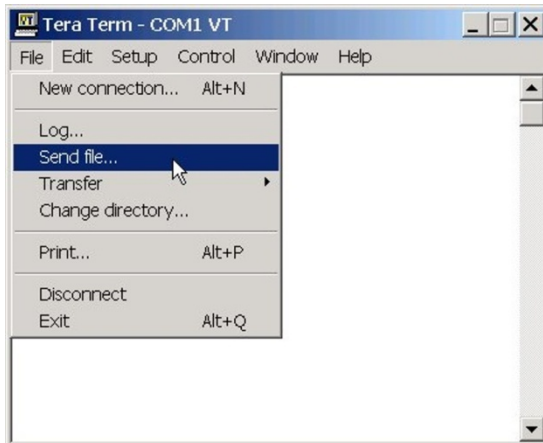 Tera Term - COM1 VT
File Edit Setup Control Window Help
New connection... Alt+N
Log...
Send file...
Transfer
Change directory...
Print... Alt+P
Disconnect
Exit Alt+Q